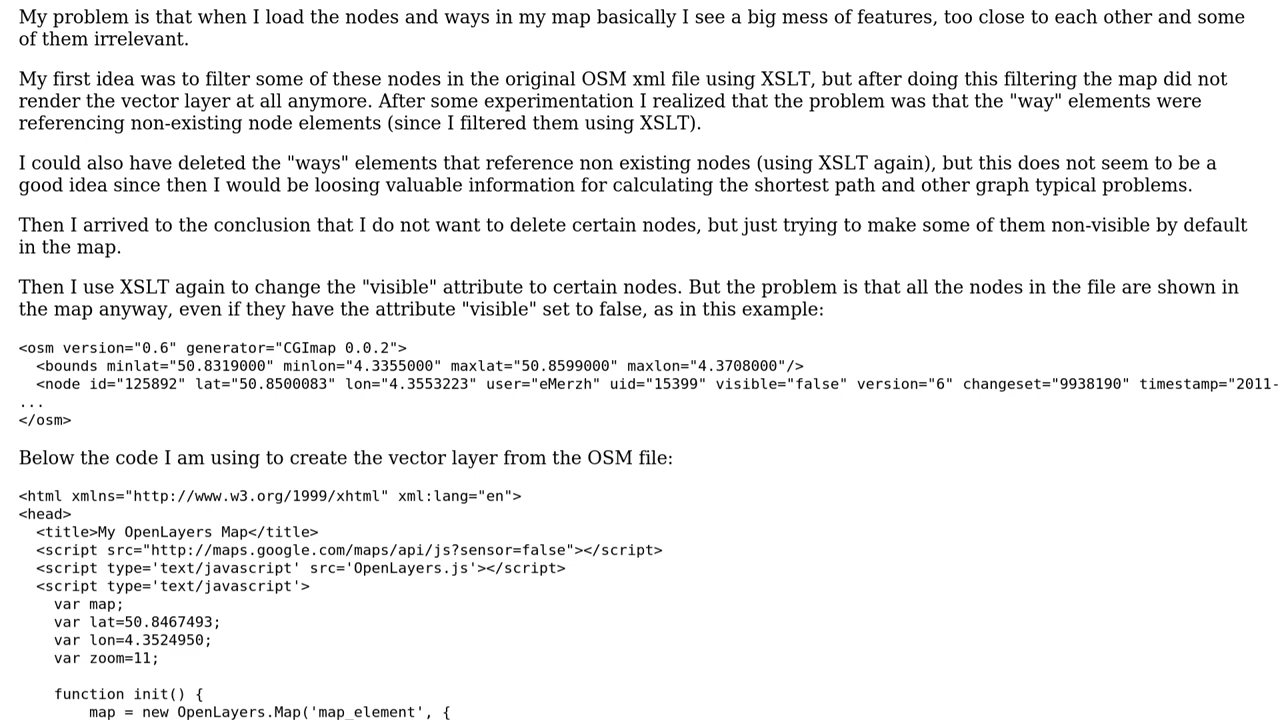 My problem is that when I load the nodes and ways in my map basically I see a big mess of features, too close to each other and some
of them irrelevant.
My first idea was to filter some of these nodes in the original OSM xml file using XSLT, but after doing this filtering the map did not
render the vector layer at all anymore. After some experimentation I realized that the problem was that the "way" elements were
referencing non-existing node elements (since I filtered them using XSLT).
I could also have deleted the "ways" elements that reference non existing nodes (using XSLT again), but this does not seem to be a
good idea since then I would be loosing valuable information for calculating the shortest path and other graph typical problems.
Then I arrived to the conclusion that I do not want to delete certain nodes, but just trying to make some of them non-visible by default
in the map.
Then I use XSLT again to change the "visible" attribute to certain nodes. But the problem is that all the nodes in the file are shown in
the map anyway, even if they have the attribute "visible" set to false, as in this example:
<osm version="0.6" generator="CGImap 0.0.2">
  <bounds minlat="50.8319000" minlon="4.3355000" maxlat="50.8599000" maxlon="4.3708000"/>
  <node id="125892" lat="50.8500083" lon="4.3553223" user="eMerzh" uid="15399" visible="false" version="6" changeset="9938190" timestamp="2011-
...
</osm>
Below the code I am using to create the vector layer from the OSM file:
<html xmlns="http://www.w3.org/1999/xhtml" xml:lang="en">
<head>
  <title>My OpenLayers Map</title>
  <script src="http://maps.google.com/maps/api/js?sensor=false"></script>
  <script type='text/javascript' src='OpenLayers.js'></script>
  <script type='text/javascript'>
    var map;
    var lat=50.8467493;
    var lon=4.3524950;
    var zoom=11;
    function init() {
        map = new OpenLayers.Map('map_element', {